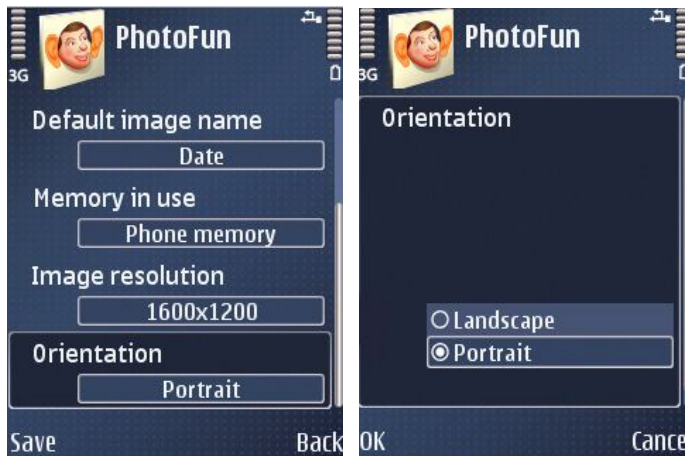 PhotoFun
3G
Default image name
Date
Memory in use
Phone memory
Image resolution
1600x1200
Orientation
Portrait
Save Back
PhotoFun
3G
Orientation
Landscape
Portrait
OK Cance